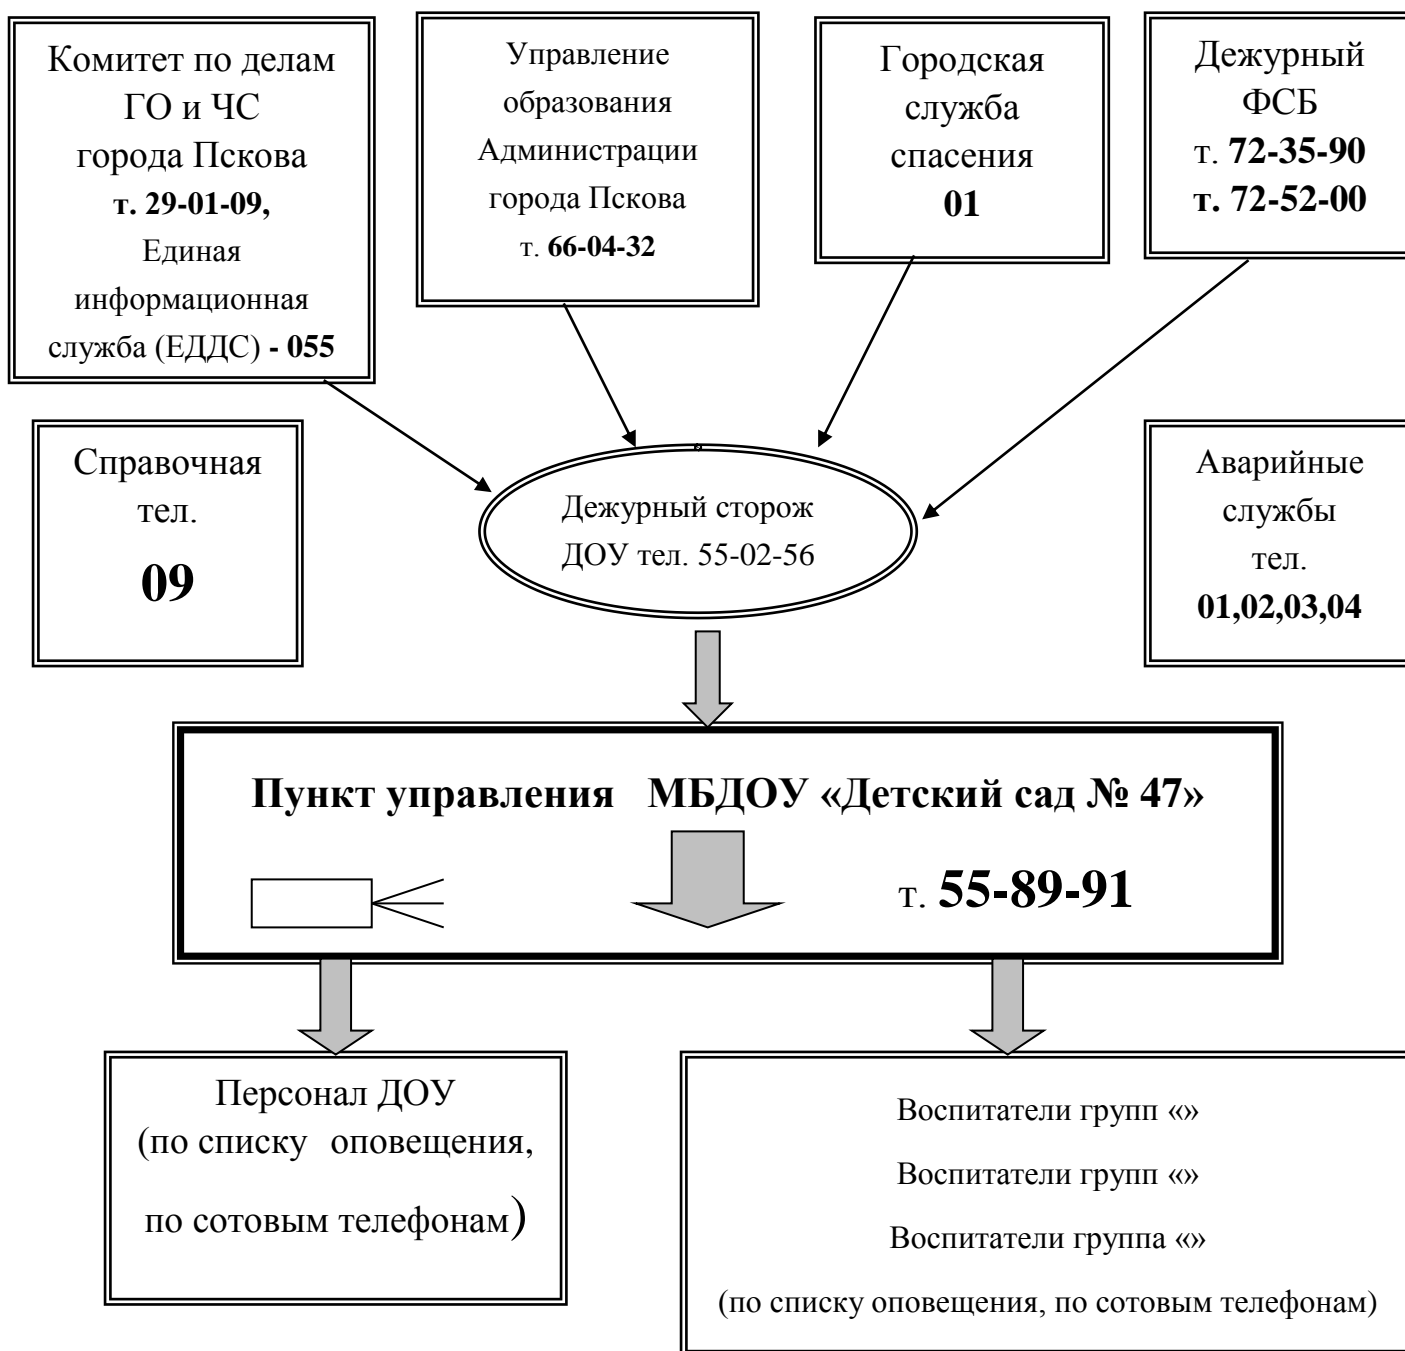 Комитет по делам
ГО и ЧС
города Пскова
т. 29-01-09,
Единая
информационная
служба (ЕДДС) - 055
Управление
образования
Администрации
города Пскова
т. 66-04-32
Городская
служба
спасения
01
Дежурный
ФСБ
т. 72-35-90
т. 72-52-00
Справочная
тел.
09
Дежурный сторож
ДОУ тел. 55-02-56
Аварийные
службы
тел.
01,02,03,04
Пункт управления МБДОУ «Детский сад № 47»
т. 55-89-91
Персонал ДОУ
(по списку оповещения,
по сотовым телефонам)
Воспитатели групп «»
Воспитатели групп «»
Воспитатели группа «»
(по списку оповещения, по сотовым телефонам)